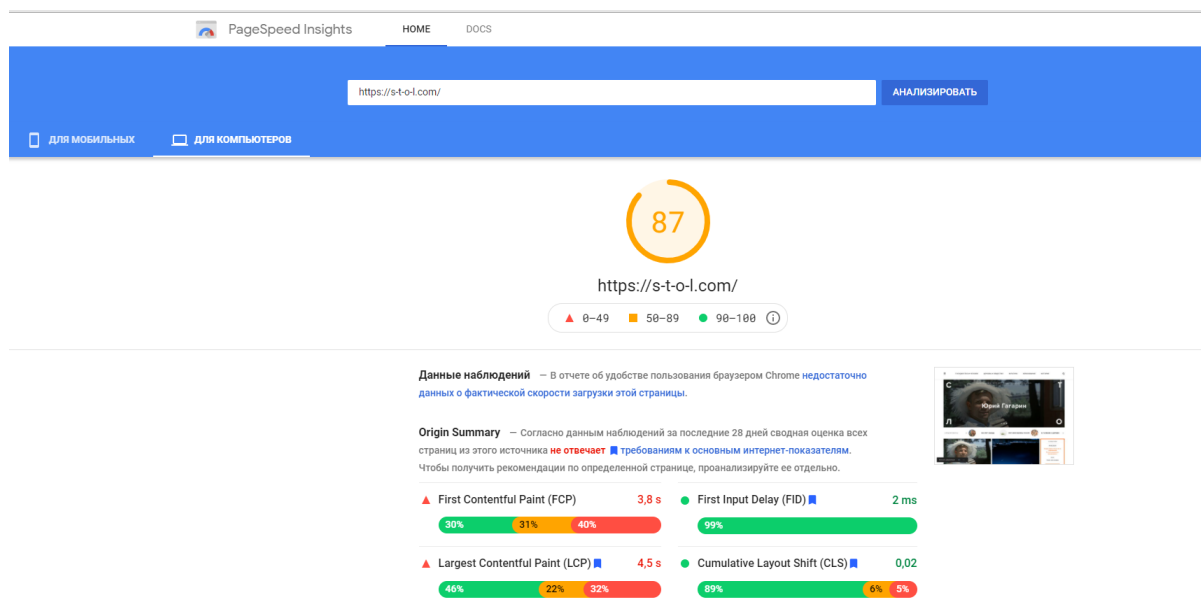 PageSpeed Insights HOME DOCS
https://s-t-o-l.com/ АНАЛИЗИРОВАТЬ
ДЛЯ МОБИЛЬНЫХ ДЛЯ КОМПЬЮТЕРОВ
87
https://s-t-o-l.com/
0–49 50–89 90–100
Данные наблюдений — В отчете об удобстве пользования браузером Chrome недостаточно
данных о фактической скорости загрузки этой страницы.
Origin Summary — Согласно данным наблюдений за последние 28 дней сводная оценка всех
страниц из этого источника не отвечает требованиям к основным интернет-показателям.
Чтобы получить рекомендации по определенной странице, проанализируйте ее отдельно.
С Т
Юрий Гагарин
Л О
First Contentful Paint (FCP) 3,8 s
30% 31% 40%
First Input Delay (FID) 2 ms
99%
Largest Contentful Paint (LCP) 4,5 s
46% 22% 32%
Cumulative Layout Shift (CLS) 0,02
89% 6% 5%